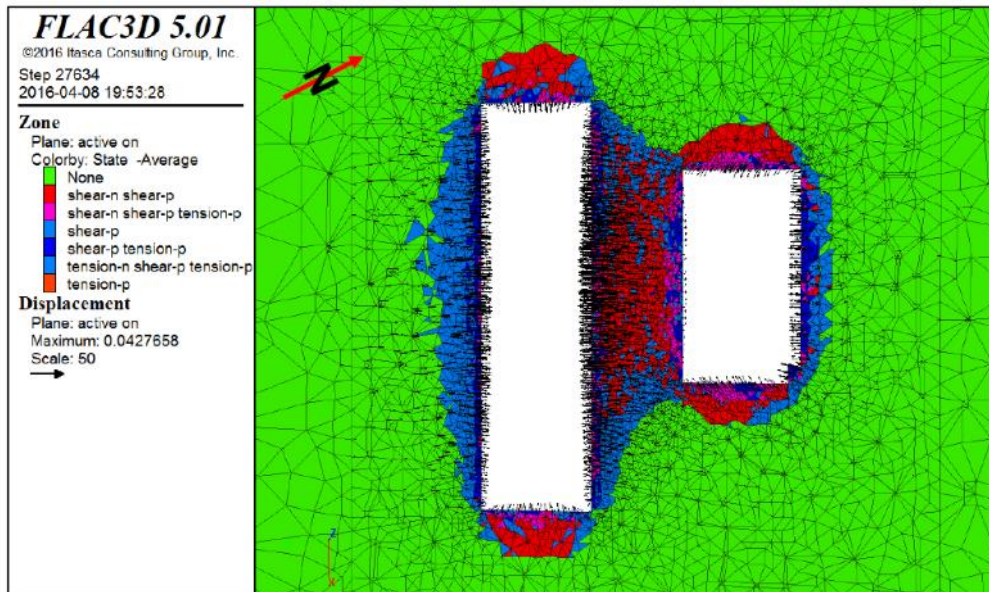 FLAC3D 5.01
©2016 Itasca Consulting Group, Inc.
Step 27634
2016-04-08 19:53:28
Zone
Plane: active on
Colorby: State -Average
None
shear-n shear-p
shear-n shear-p tension-p
shear-p
shear-p tension-p
tension-n shear-p tension-p
tension-p
Displacement
Plane: active on
Maximum: 0.0427658
Scale: 50
N
Z